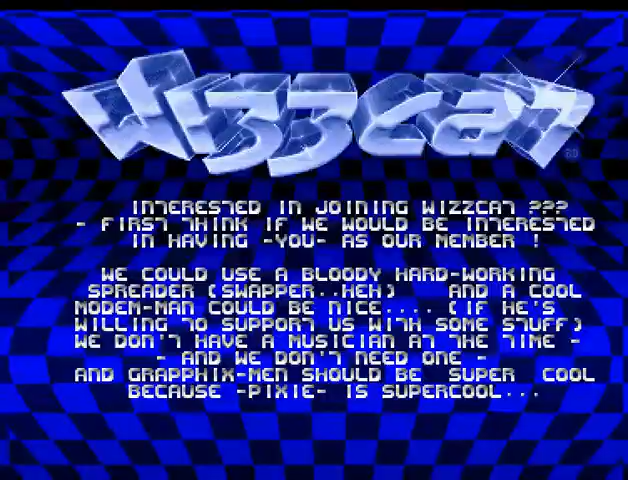 Wizzcat
INTERESTED IN JOINING WIZZCAT ???
- FIRST THINK IF WE WOULD BE INTERESTED
IN HAVING -YOU- AS OUR MEMBER !
WE COULD USE A BLOODY HARD-WORKING
SPREADER (SWAPPER..HEH) AND A COOL
MODEM-MAN COULD BE NICE.... (IF HE'S
WILLING TO SUPPORT US WITH SOME STUFF)
WE DON'T HAVE A MUSICIAN AT THE TIME -
- AND WE DON'T NEED ONE -
AND GRAPPHIX-MEN SHOULD BE SUPER COOL
BECAUSE -PIXIE- IS SUPERCOOL...